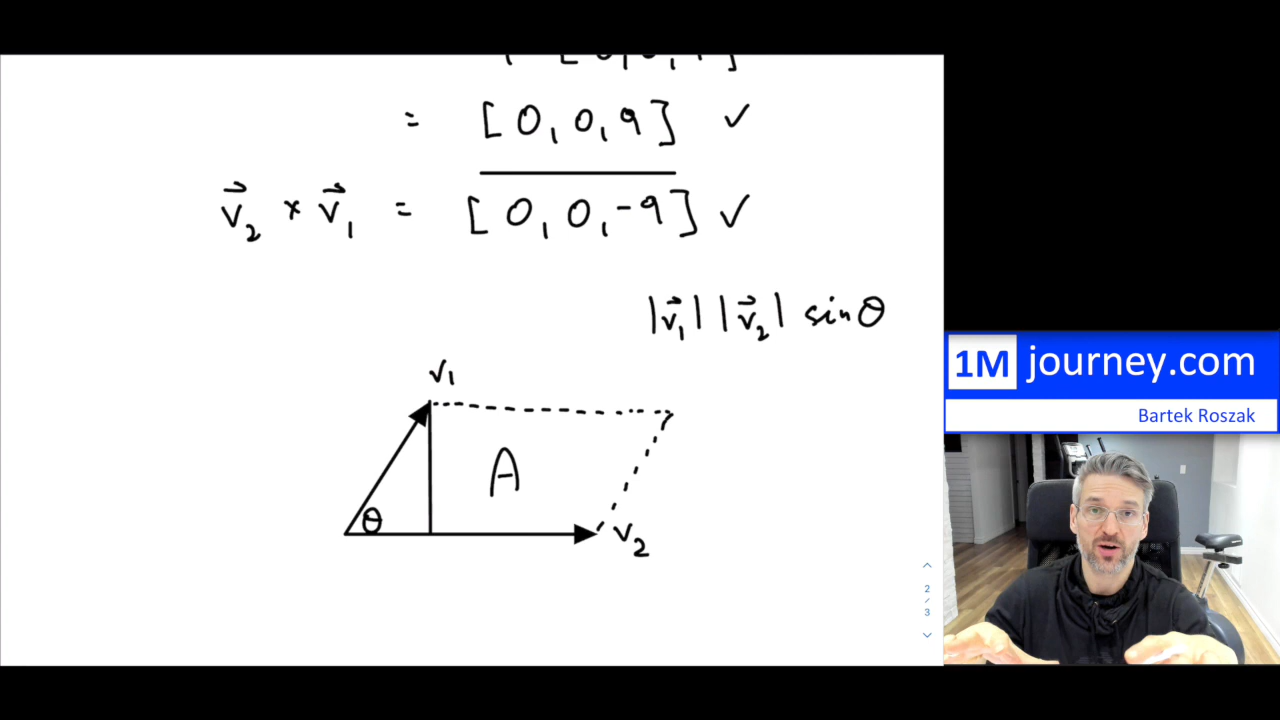 = [0, 0, 9] ✓
v⃗₂ × v⃗₁ = [0, 0, -9] ✓
|v⃗₁| |v⃗₂| sin θ
v₁
A
θ
v₂
2
/
3
1M journey.com
Bartek Roszak